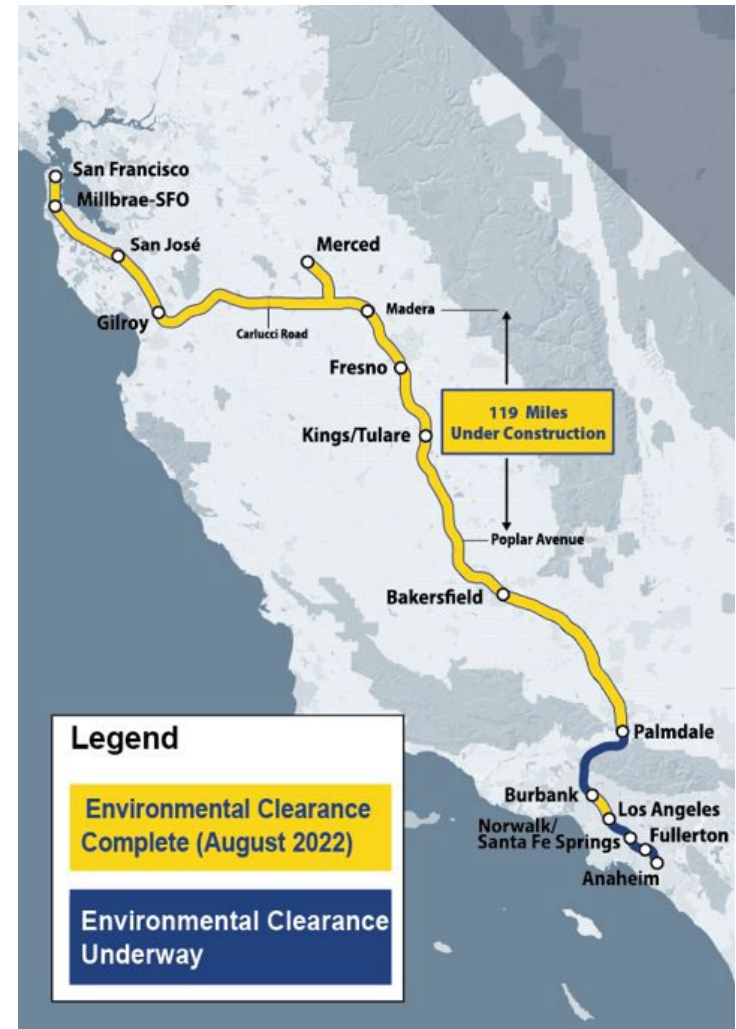 San Francisco
Millbrae-SFO
San José
Merced
Gilroy
Carlucci Road
Madera
Fresno
119 Miles
Under Construction
Kings/Tulare
Poplar Avenue
Bakersfield
Palmdale
Burbank
Los Angeles
Norwalk/
Santa Fe Springs
Fullerton
Anaheim
Legend
Environmental Clearance
Complete (August 2022)
Environmental Clearance
Underway